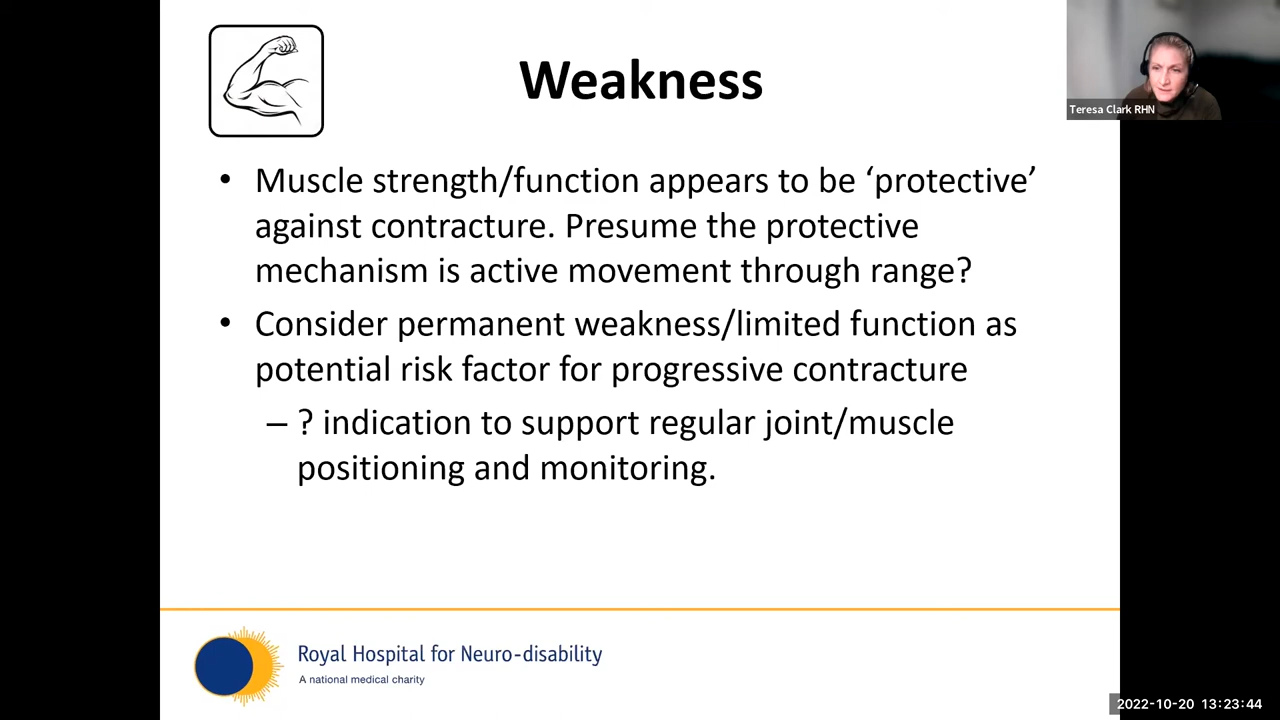 Weakness
Teresa Clark RHN
• Muscle strength/function appears to be ‘protective’
against contracture. Presume the protective
mechanism is active movement through range?
• Consider permanent weakness/limited function as
potential risk factor for progressive contracture
– ? indication to support regular joint/muscle
positioning and monitoring.
Royal Hospital for Neuro-disability
A national medical charity
2022-10-20 13:23:44